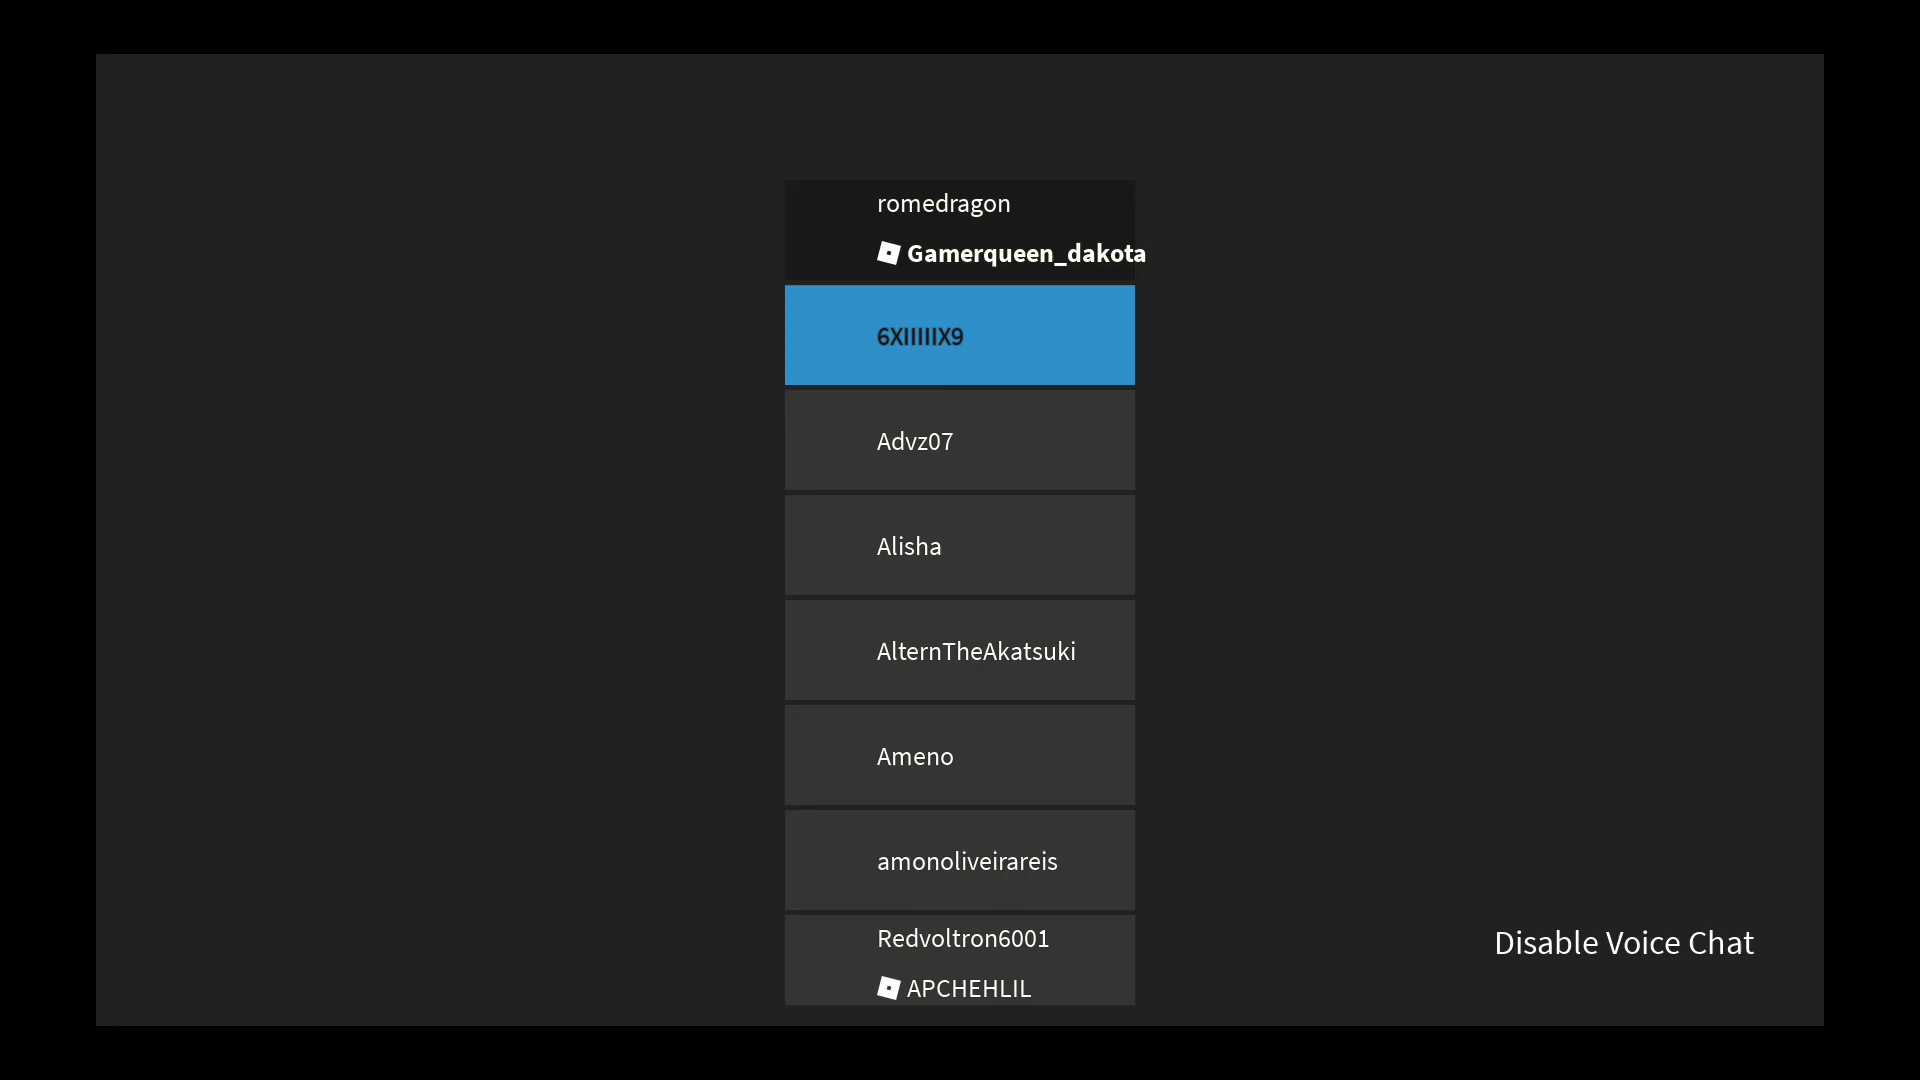 romedragon
Gamerqueen_dakota
6XIIIIIX9
Advz07
Alisha
AlternTheAkatsuki
Ameno
amonoliveirareis
Redvoltron6001
APCHEHLIL
Disable Voice Chat